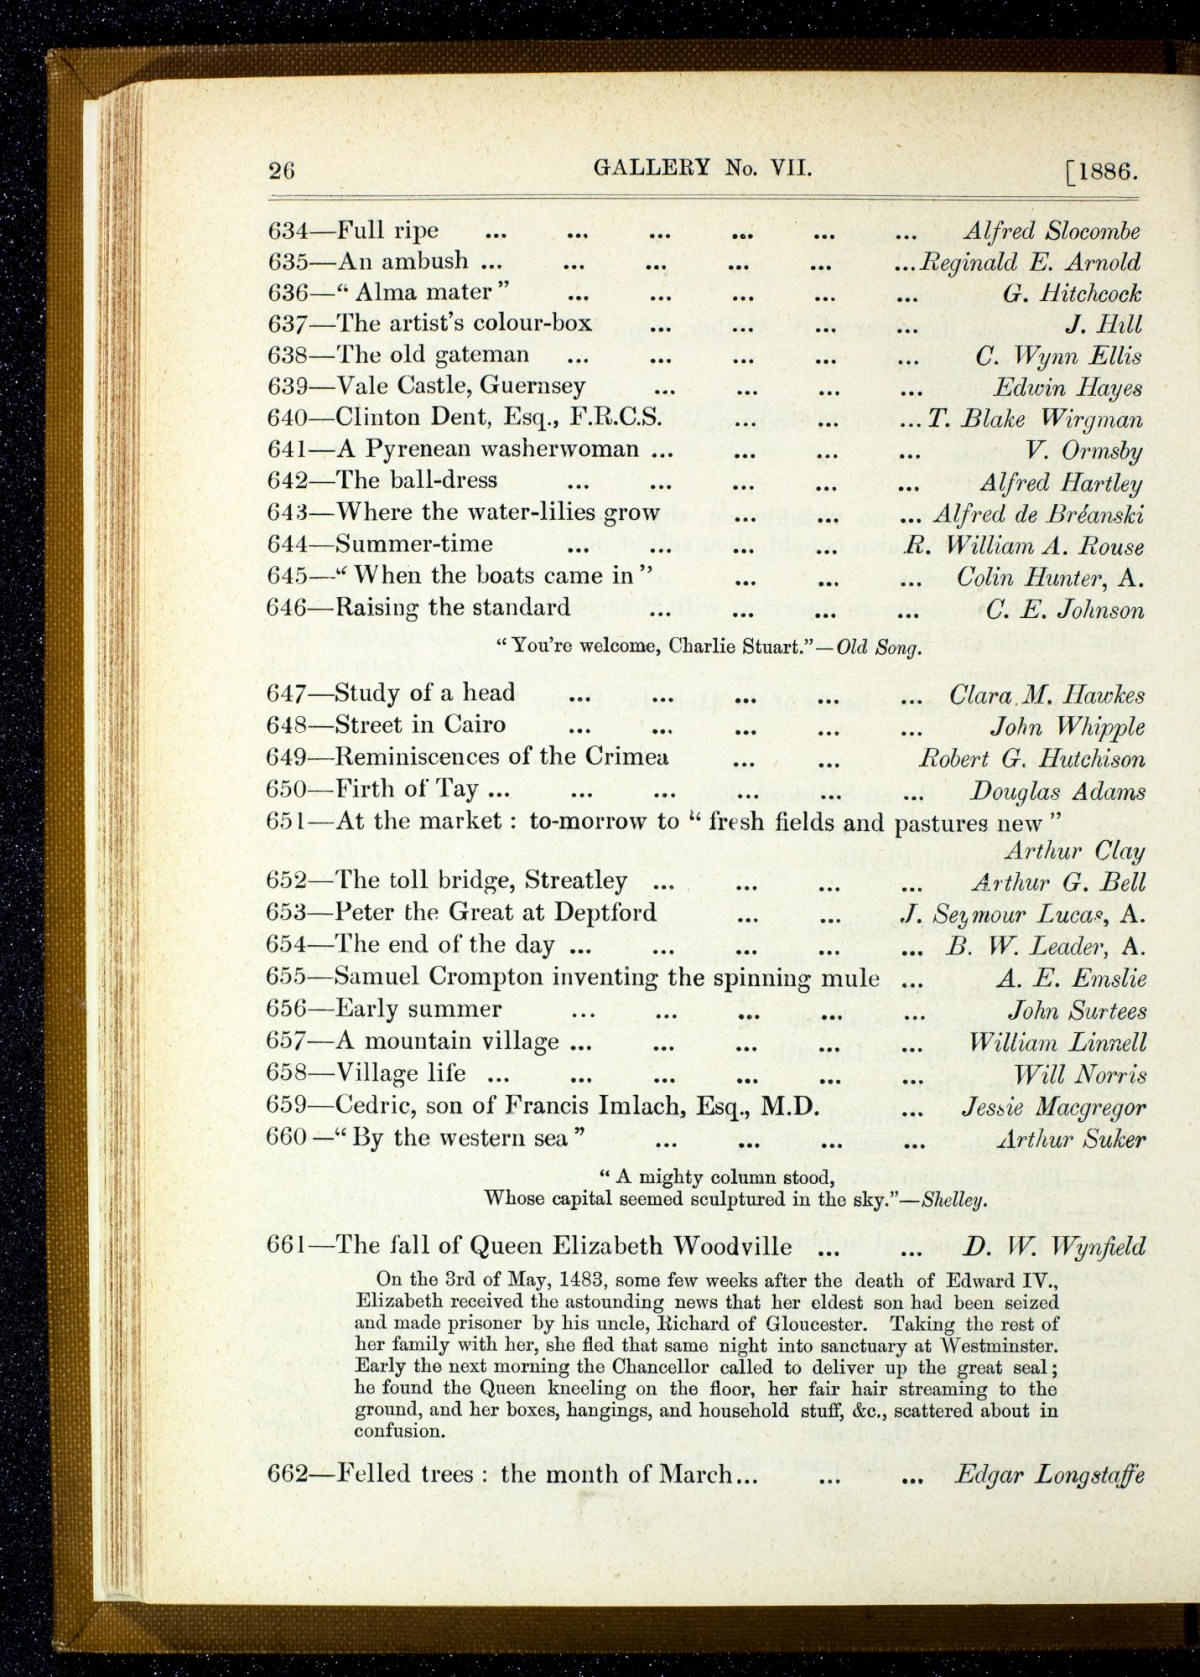 26 GALLERY No. VII. [1886.
634—Full ripe ... ... ... ... ... ... Alfred Slocombe
635—An ambush ... ... ... ... ... ... Reginald E. Arnold
636—“ Alma mater ” ... ... ... ... ... G. Hitchcock
637—The artist's colour-box ... ... ... ... J. Hill
638—The old gateman ... ... ... ... ... C. Wynn Ellis
639—Vale Castle, Guernsey ... ... ... ... Edwin Hayes
640—Clinton Dent, Esq., F.R.C.S. ... ... ... T. Blake Wirgman
641—A Pyrenean washerwoman ... ... ... ... V. Ormsby
642—The ball-dress ... ... ... ... ... Alfred Hartley
643—Where the water-lilies grow ... ... ... Alfred de Bréanski
644—Summer-time ... ... ... ... R. William A. Rouse
645—“ When the boats came in ” ... ... ... Colin Hunter, A.
646—Raising the standard ... ... ... ... C. E. Johnson
“ You're welcome, Charlie Stuart.”—Old Song.
647—Study of a head ... ... ... ... ... Clara M. Hawkes
648—Street in Cairo ... ... ... ... ... John Whipple
649—Reminiscences of the Crimea ... ... Robert G. Hutchison
650—Firth of Tay ... ... ... ... ... ... Douglas Adams
651—At the market : to-morrow to “ fresh fields and pastures new ”
Arthur Clay
652—The toll bridge, Streatley ... ... ... ... Arthur G. Bell
653—Peter the Great at Deptford ... ... J. Seymour Lucas, A.
654—The end of the day ... ... ... ... ... B. W. Leader, A.
655—Samuel Crompton inventing the spinning mule ... A. E. Emslie
656—Early summer ... ... ... ... ... John Surtees
657—A mountain village ... ... ... ... ... William Linnell
658—Village life ... ... ... ... ... ... Will Norris
659—Cedric, son of Francis Imlach, Esq., M.D. ... Jessie Macgregor
660—“ By the western sea ” ... ... ... ... Arthur Suker
“ A mighty column stood,
Whose capital seemed sculptured in the sky.”—Shelley.
661—The fall of Queen Elizabeth Woodville ... ... D. W. Wynfield
On the 3rd of May, 1483, some few weeks after the death of Edward IV.,
Elizabeth received the astounding news that her eldest son had been seized
and made prisoner by his uncle, Richard of Gloucester. Taking the rest of
her family with her, she fled that same night into sanctuary at Westminster.
Early the next morning the Chancellor called to deliver up the great seal ;
he found the Queen kneeling on the floor, her fair hair streaming to the
ground, and her boxes, hangings, and household stuff, &c., scattered about in
confusion.
662—Felled trees : the month of March... ... ... Edgar Longstaffe